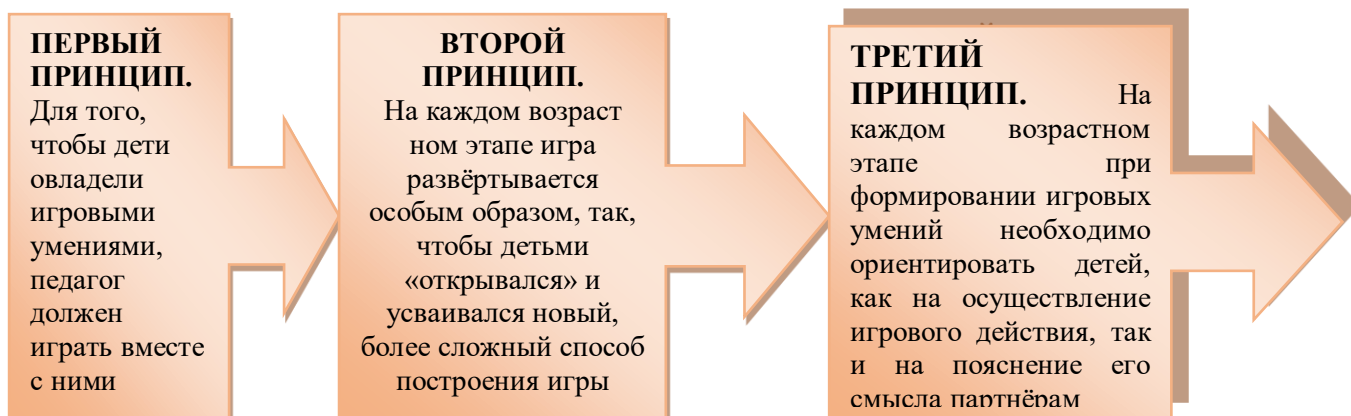 ПЕРВЫЙ
ПРИНЦИП.
Для того,
чтобы дети
овладели
игровыми
умениями,
педагог
должен
играть вместе
с ними
ВТОРОЙ
ПРИНЦИП.
На каждом возраст
ном этапе игра
развёртывается
особым образом, так,
чтобы детьми
«открывался» и
усваивался новый,
более сложный способ
построения игры
ТРЕТИЙ
ПРИНЦИП. На
каждом возрастном
этапе при
формировании игровых
умений необходимо
ориентировать детей,
как на осуществление
игрового действия, так
и на пояснение его
смысла партнёрам